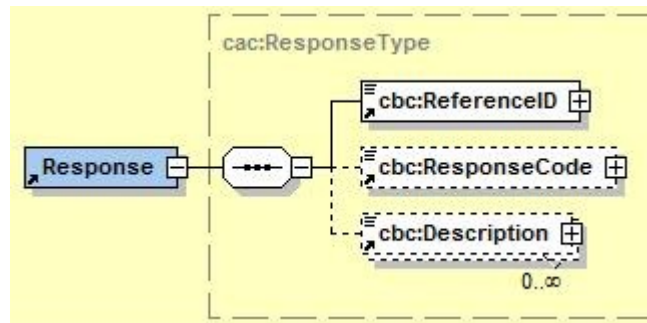 cac:ResponseType
cbc:ReferenceID
Response
cbc:ResponseCode
cbc:Description
0..∞